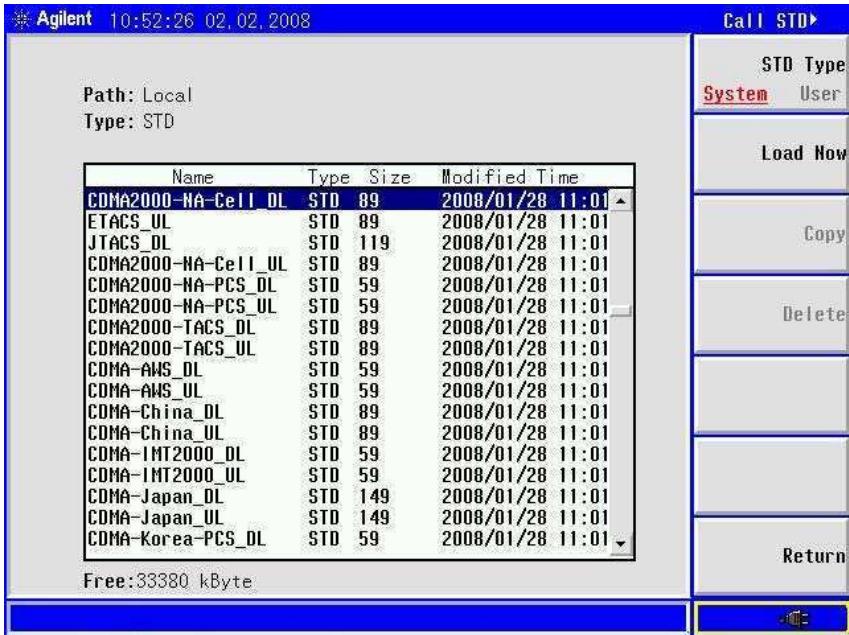 Agilent 10:52:26 02,02,2008
Call STD
Path: Local
Type: STD
Name Type Size Modified Time
CDMA2000-NA-Cell_DL STD 89 2008/01/28 11:01
ETACS_UL STD 89 2008/01/28 11:01
JTACS_DL STD 119 2008/01/28 11:01
CDMA2000-NA-Cell_UL STD 89 2008/01/28 11:01
CDMA2000-NA-PCS_DL STD 59 2008/01/28 11:01
CDMA2000-NA-PCS_UL STD 59 2008/01/28 11:01
CDMA2000-TACS_DL STD 89 2008/01/28 11:01
CDMA2000-TACS_UL STD 89 2008/01/28 11:01
CDMA-AWS_DL STD 59 2008/01/28 11:01
CDMA-AWS_UL STD 59 2008/01/28 11:01
CDMA-China_DL STD 89 2008/01/28 11:01
CDMA-China_UL STD 89 2008/01/28 11:01
CDMA-IMT2000_DL STD 59 2008/01/28 11:01
CDMA-IMT2000_UL STD 59 2008/01/28 11:01
CDMA-Japan_DL STD 149 2008/01/28 11:01
CDMA-Japan_UL STD 149 2008/01/28 11:01
CDMA-Korea-PCS_DL STD 59 2008/01/28 11:01
Free:33380 kByte
STD Type
System User
Load Now
Copy
Delete
Return